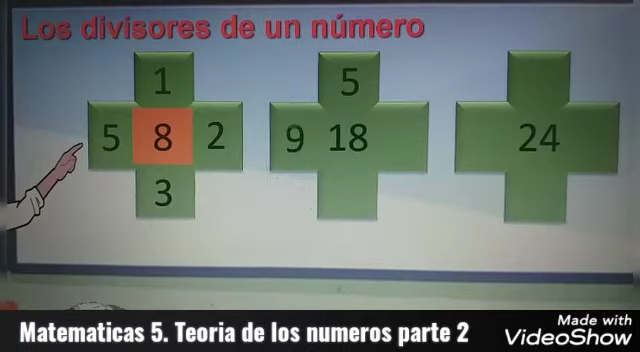 Los divisores de un número
1
5 8 2
3
5
9 18
24
Matematicas 5. Teoria de los numeros parte 2
Made with
VideoShow